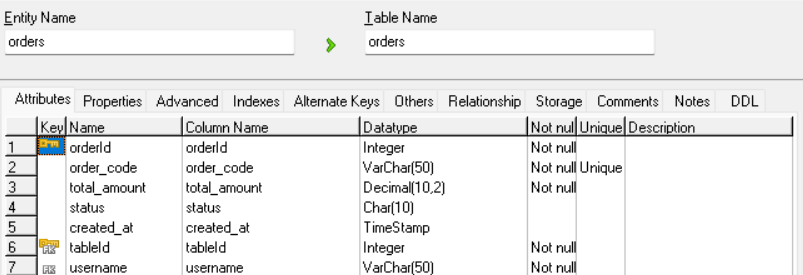 Entity Name Table Name
orders orders
Attributes Properties Advanced Indexes Alternate Keys Others Relationship Storage Comments Notes DDL
Key Name Column Name Datatype Not nul Unique Description
1 orderId orderId Integer Not null
2 order_code order_code VarChar(50) Not null Unique
3 total_amount total_amount Decimal(10,2) Not null
4 status status Char(10)
5 created_at created_at TimeStamp
6 FK tableId tableId Integer Not null
7 FK username username VarChar(50) Not null